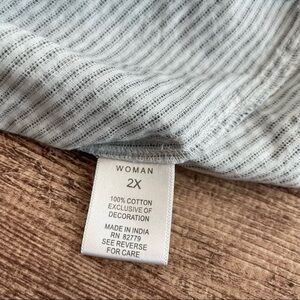 WOMAN
2X
100% COTTON
EXCLUSIVE OF
DECORATION
MADE IN INDIA
RN 82779
SEE REVERSE
FOR CARE